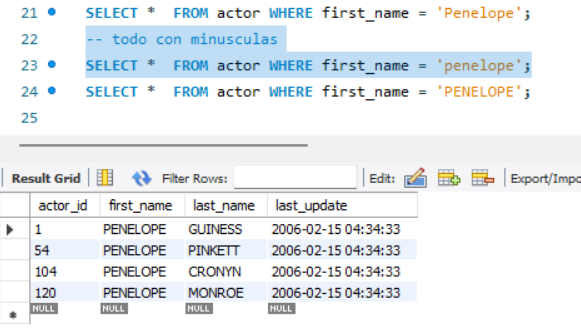 21 SELECT * FROM actor WHERE first_name = 'Penelope';
22 -- todo con minusculas
23 SELECT * FROM actor WHERE first_name = 'penelope';
24 SELECT * FROM actor WHERE first_name = 'PENELOPE';
25
Result Grid Filter Rows: Edit: Export/Impo
actor_id first_name last_name last_update
1 PENELOPE GUINESS 2006-02-15 04:34:33
54 PENELOPE PINKETT 2006-02-15 04:34:33
104 PENELOPE CRONYN 2006-02-15 04:34:33
120 PENELOPE MONROE 2006-02-15 04:34:33
NULL NULL NULL NULL